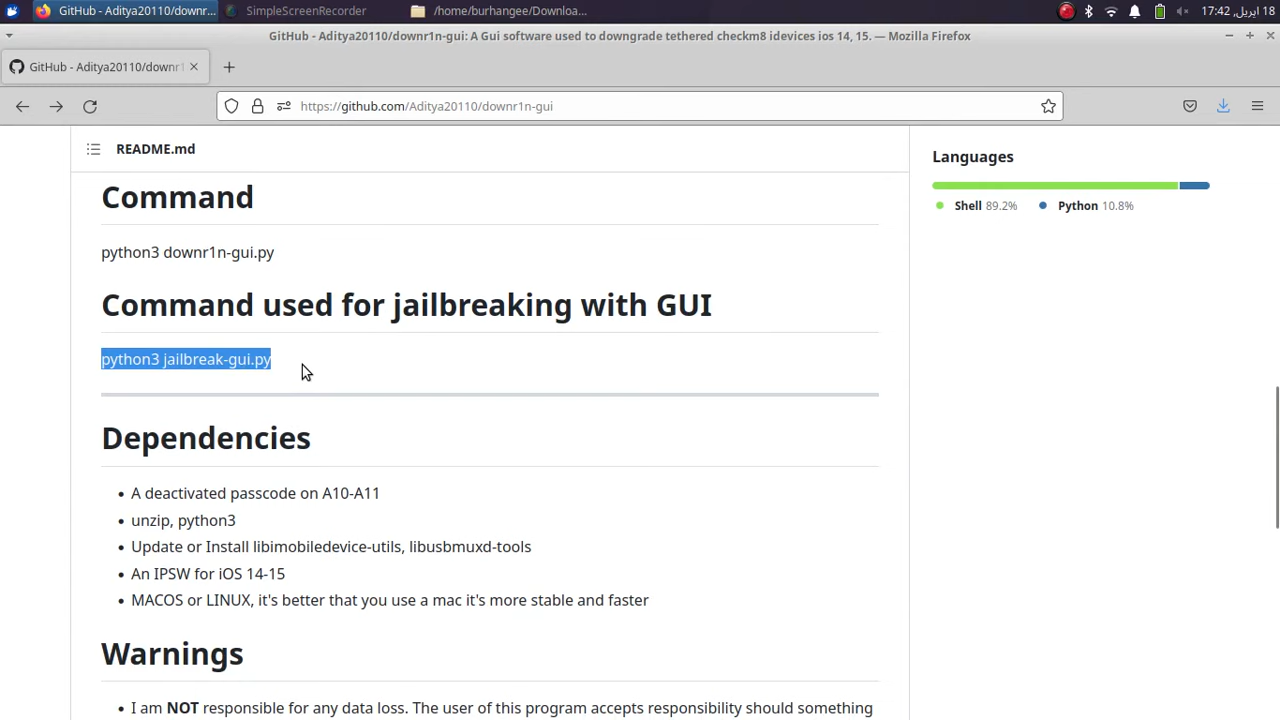 GitHub - Aditya20110/downr...
SimpleScreenRecorder
/home/burhangee/Downloa...
18 اپریل, 17:42
GitHub - Aditya20110/downr1n-gui: A Gui software used to downgrade tethered checkm8 idevices ios 14, 15. — Mozilla Firefox
GitHub - Aditya20110/downr1
https://github.com/Aditya20110/downr1n-gui
README.md
Command
python3 downr1n-gui.py
Command used for jailbreaking with GUI
python3 jailbreak-gui.py
Dependencies
• A deactivated passcode on A10-A11
• unzip, python3
• Update or Install libimobiledevice-utils, libusbmuxd-tools
• An IPSW for iOS 14-15
• MACOS or LINUX, it's better that you use a mac it's more stable and faster
Warnings
• I am NOT responsible for any data loss. The user of this program accepts responsibility should something
Languages
Shell 89.2%
Python 10.8%